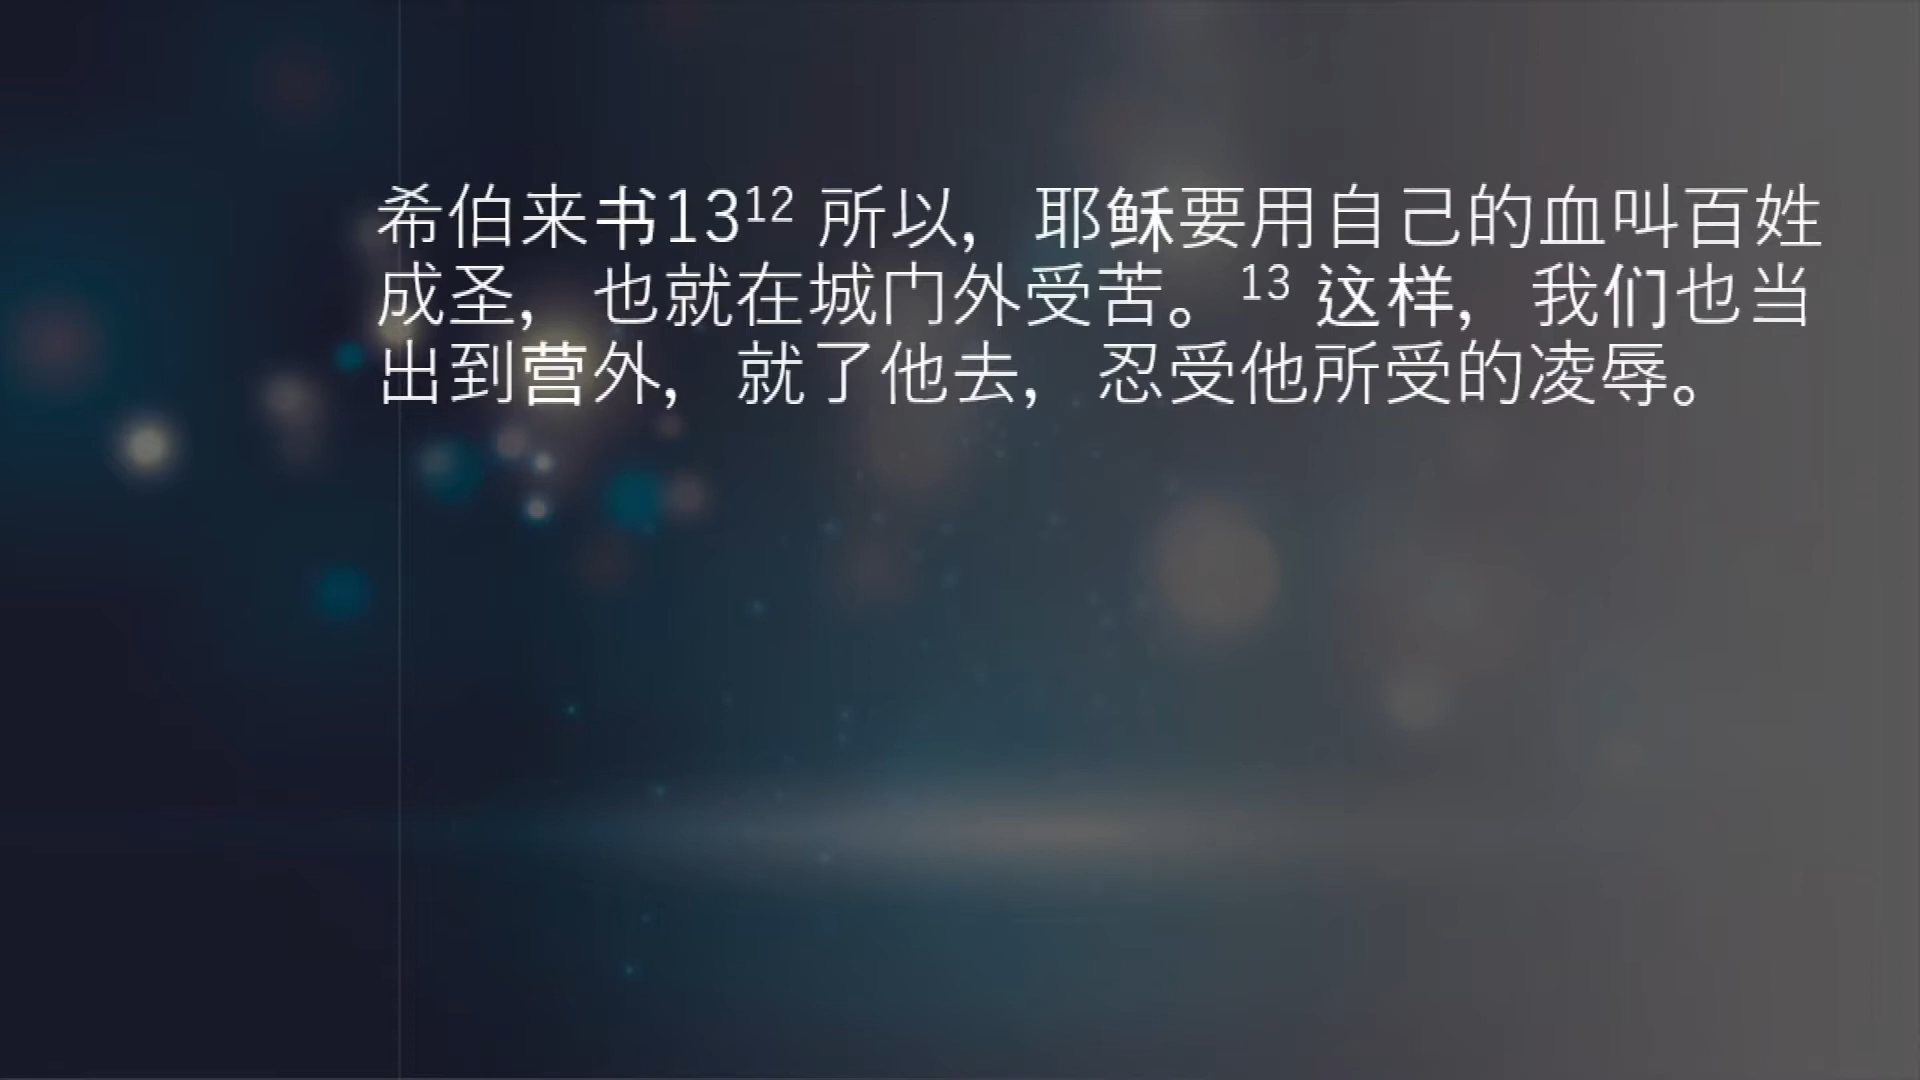 希伯来书13¹² 所以，耶稣要用自己的血叫百姓
成圣，也就在城门外受苦。¹³ 这样，我们也当
出到营外，就了他去，忍受他所受的凌辱。